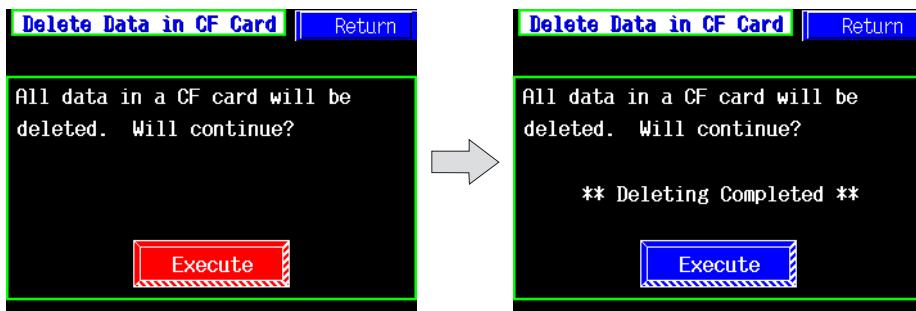 Delete Data in CF Card Return
All data in a CF card will be
deleted. Will continue?
Execute
Delete Data in CF Card Return
All data in a CF card will be
deleted. Will continue?
** Deleting Completed **
Execute